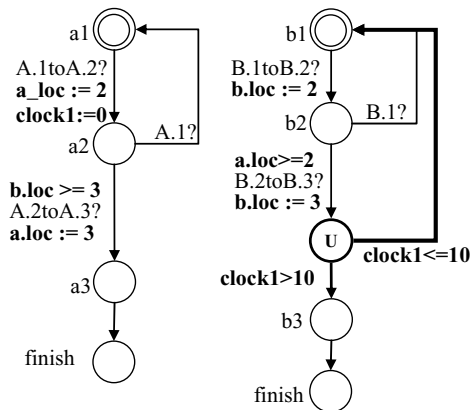 a1
A.1toA.2?
a_loc := 2
clock1:=0
a2
A.1?
b.loc >= 3
A.2toA.3?
a.loc := 3
a3
finish
b1
B.1toB.2?
b.loc := 2
b2
B.1?
a.loc>=2
B.2toB.3?
b.loc := 3
U
clock1<=10
clock1>10
b3
finish